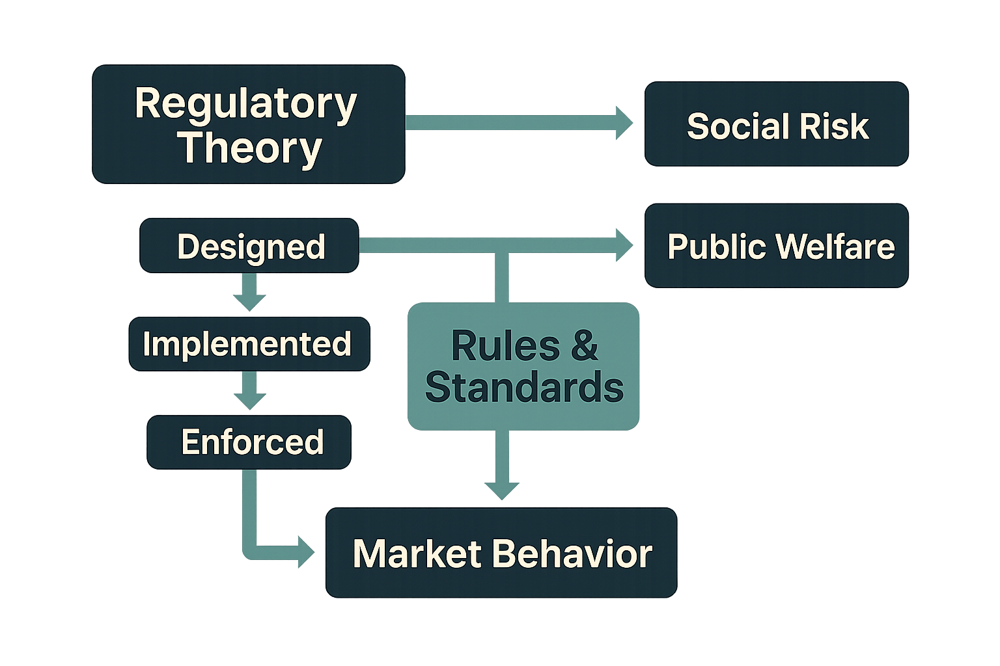 Regulatory
Theory
Social Risk
Designed
Public Welfare
Implemented
Rules &
Standards
Enforced
Market Behavior